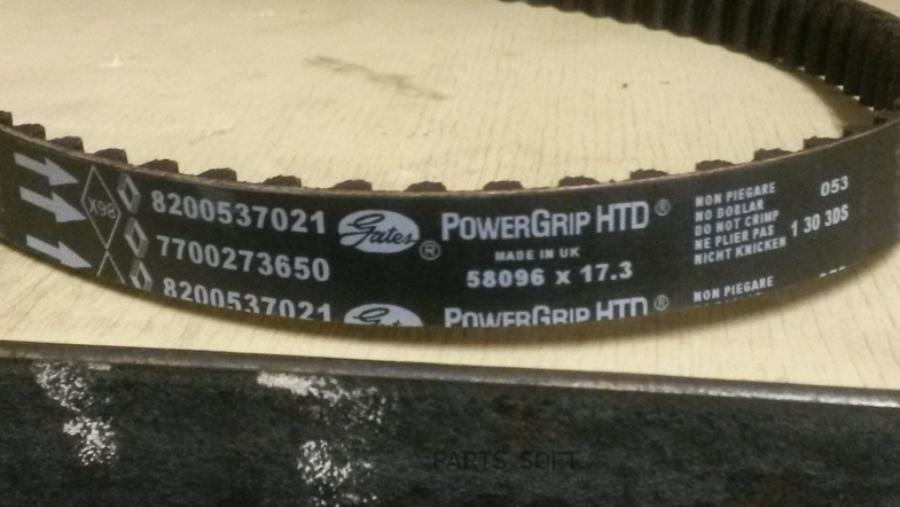 X98
8200537021
7700273650
8200537021
Gates ®
POWERGRIP HTD ®
MADE IN UK
58096 x 17.3
POWERGRIP HTD ®
NON PIEGARE
NO DOBLAR
DO NOT CRIMP
NE PLIER PAS
NICHT KNICKEN
053
1 30 3DS
NON PIEGARE
PARTS SOFT